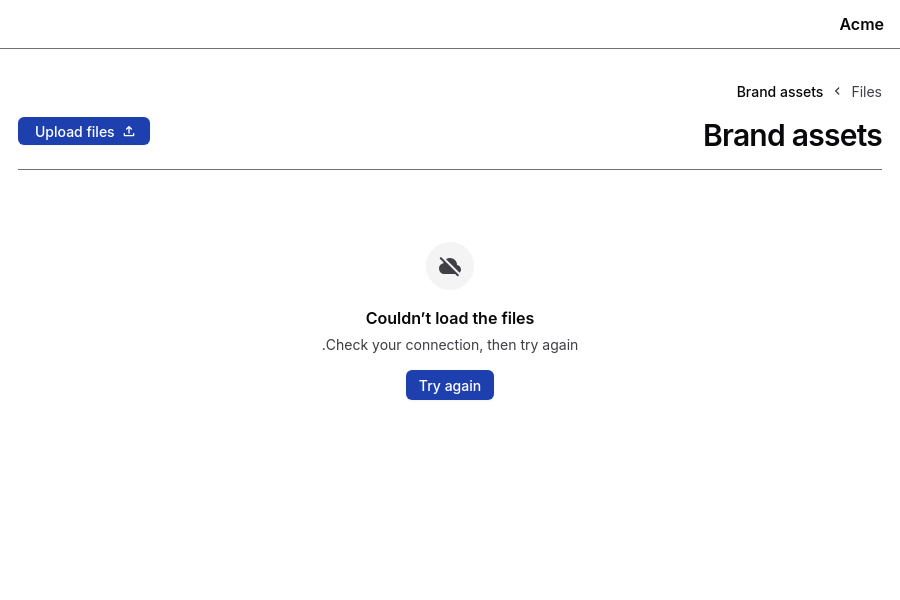 Acme
Files
Brand assets
Brand assets
Upload files
Couldn’t load the files
.Check your connection, then try again
Try again